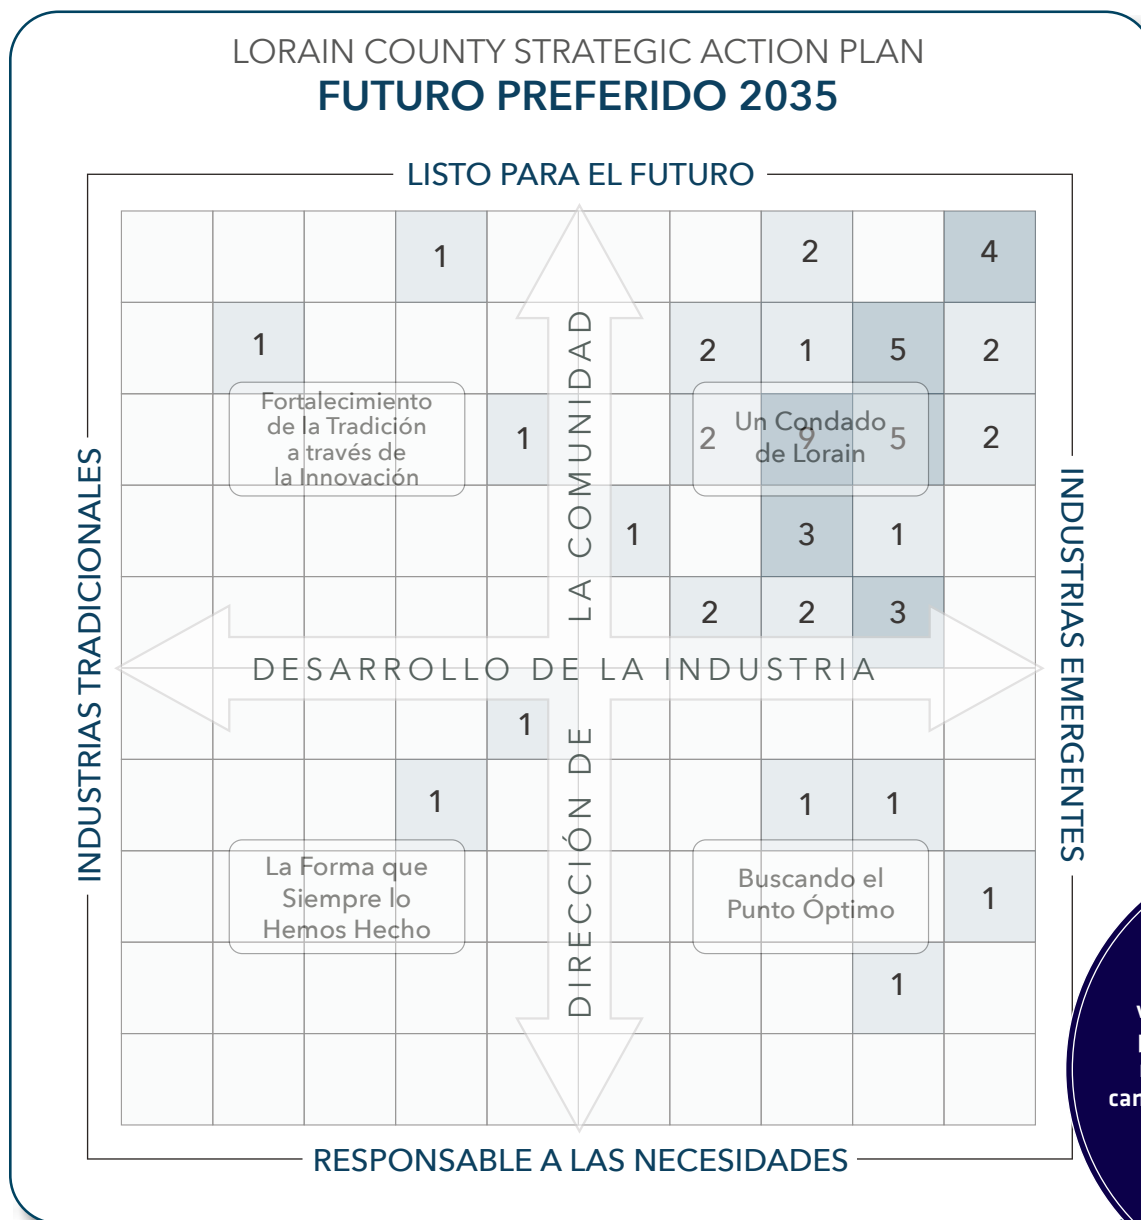 LORAIN COUNTY STRATEGIC ACTION PLAN
FUTURO PREFERIDO 2035
LISTO PARA EL FUTURO
1 2 4
1 2 1 5 2
Fortalecimiento
de la Tradición
a través de
la Innovación
1 2 9 5 2
Un Condado
de Lorain
1 3 1
2 2 3
INDUSTRIAS TRADICIONALES
INDUSTRIAS EMERGENTES
DESARROLLO DE LA INDUSTRIA
DIRECCIÓN DE LA COMUNIDAD
1
1 1 1
La Forma que
Siempre lo
Hemos Hecho
Buscando el
Punto Óptimo
1
1
RESPONSABLE A LAS NECESIDADES